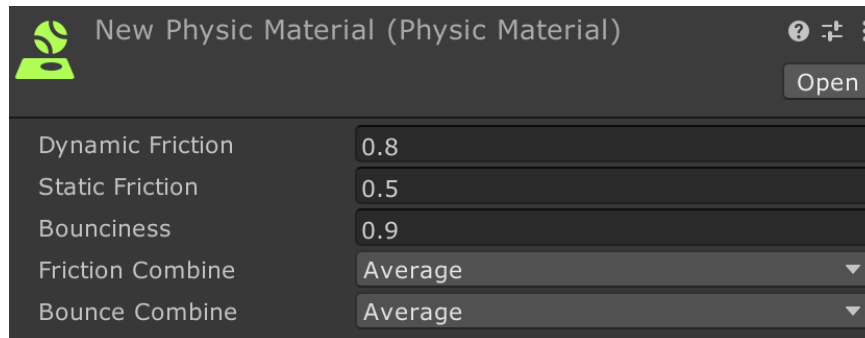 New Physic Material (Physic Material)
Open
Dynamic Friction 0.8
Static Friction 0.5
Bounciness 0.9
Friction Combine Average
Bounce Combine Average